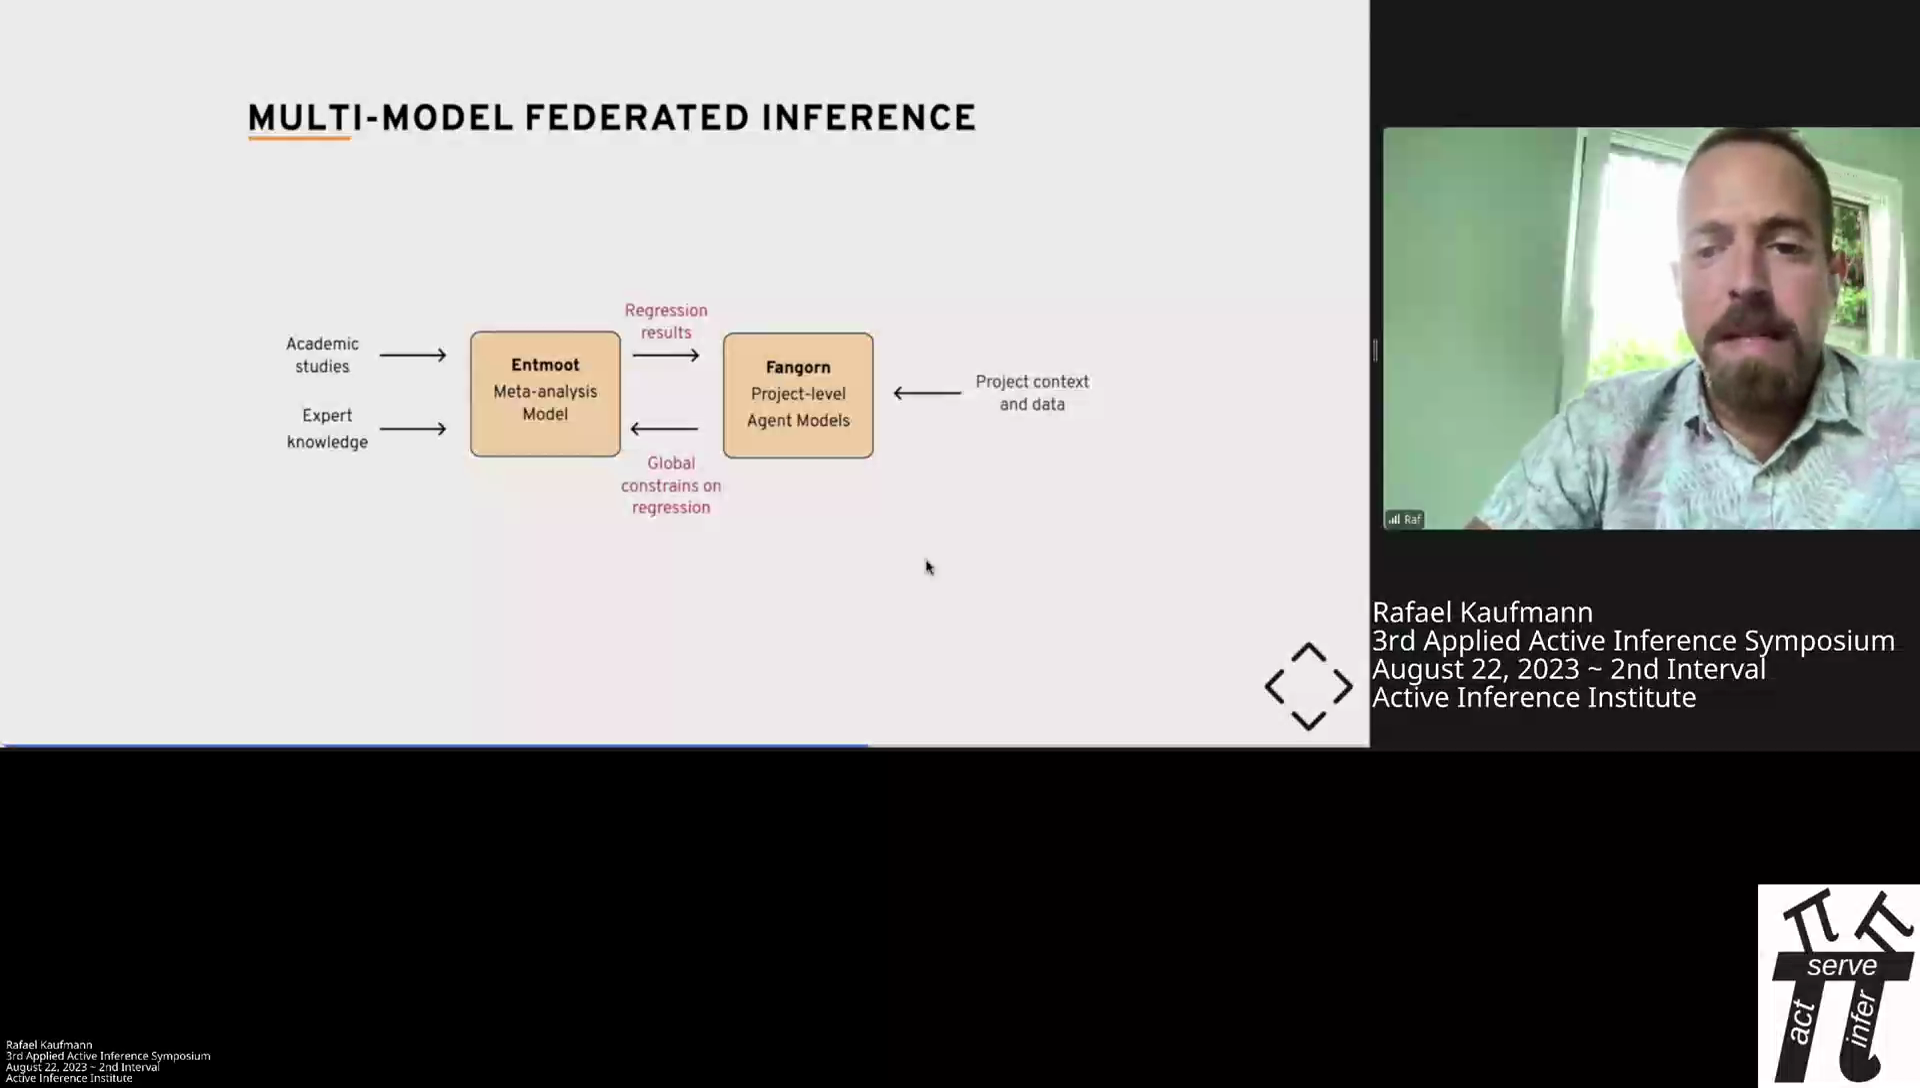 MULTI-MODEL FEDERATED INFERENCE
Academic
studies
Expert
knowledge
Entmoot
Meta-analysis
Model
Regression
results
Global
constrains on
regression
Fangorn
Project-level
Agent Models
Project context
and data
Raf
Rafael Kaufmann
3rd Applied Active Inference Symposium
August 22, 2023 ~ 2nd Interval
Active Inference Institute
serve
act
infer
Rafael Kaufmann
3rd Applied Active Inference Symposium
August 22, 2023 ~ 2nd Interval
Active Inference Institute